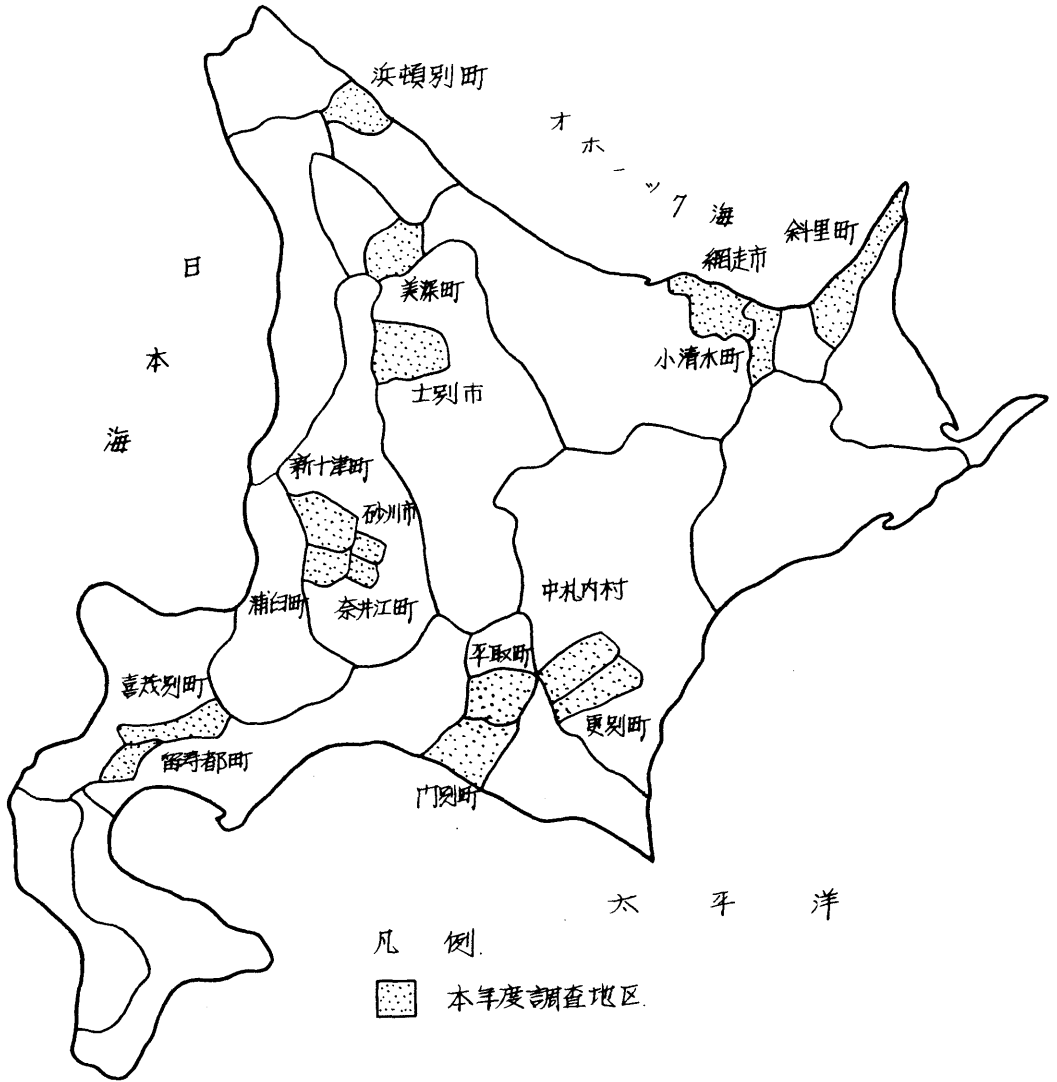 浜頓別町
オホーツク海
斜里町
網走市
日本海
美深町
小清水町
士別市
新十津町
砂川市
中札内村
浦臼町
奈井江町
平取町
喜茂別町
更別町
留寿都町
門別町
太平洋
凡例.
本年度調査地区.